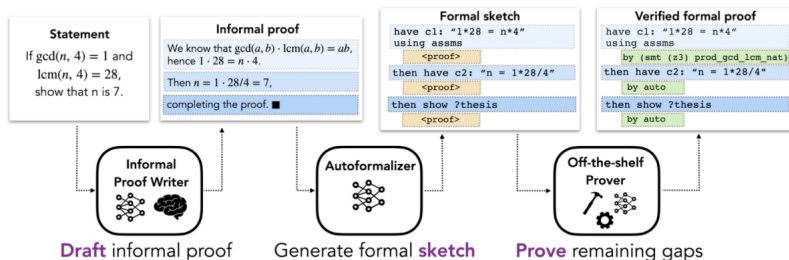 Statement
If gcd(n, 4) = 1 and
lcm(n, 4) = 28,
show that n is 7.
Informal proof
We know that gcd(a, b) · lcm(a, b) = ab,
hence 1 · 28 = n · 4.
Then n = 1 · 28/4 = 7,
completing the proof. ■
Formal sketch
have c1: "1*28 = n*4"
using assms
<proof>
then have c2: "n = 1*28/4"
<proof>
then show ?thesis
<proof>
Verified formal proof
have c1: "1*28 = n*4"
using assms
by (smt (z3) prod_gcd_lcm_nat)
then have c2: "n = 1*28/4"
by auto
then show ?thesis
by auto
Informal
Proof Writer
Autoformalizer
Off-the-shelf
Prover
Draft informal proof
Generate formal sketch
Prove remaining gaps